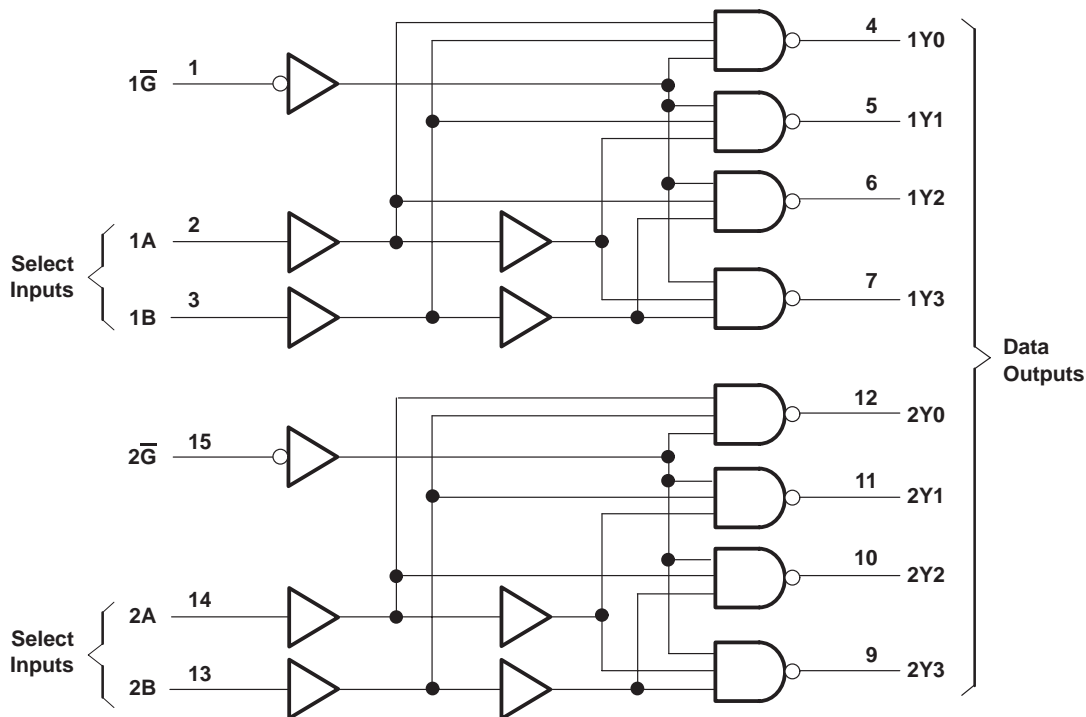 4
1Y0
1G̅ 1
5
1Y1
6
1Y2
Select
Inputs
1A 2
1B 3
7
1Y3
Data
Outputs
12
2Y0
2G̅ 15
11
2Y1
10
2Y2
Select
Inputs
2A 14
2B 13
9
2Y3